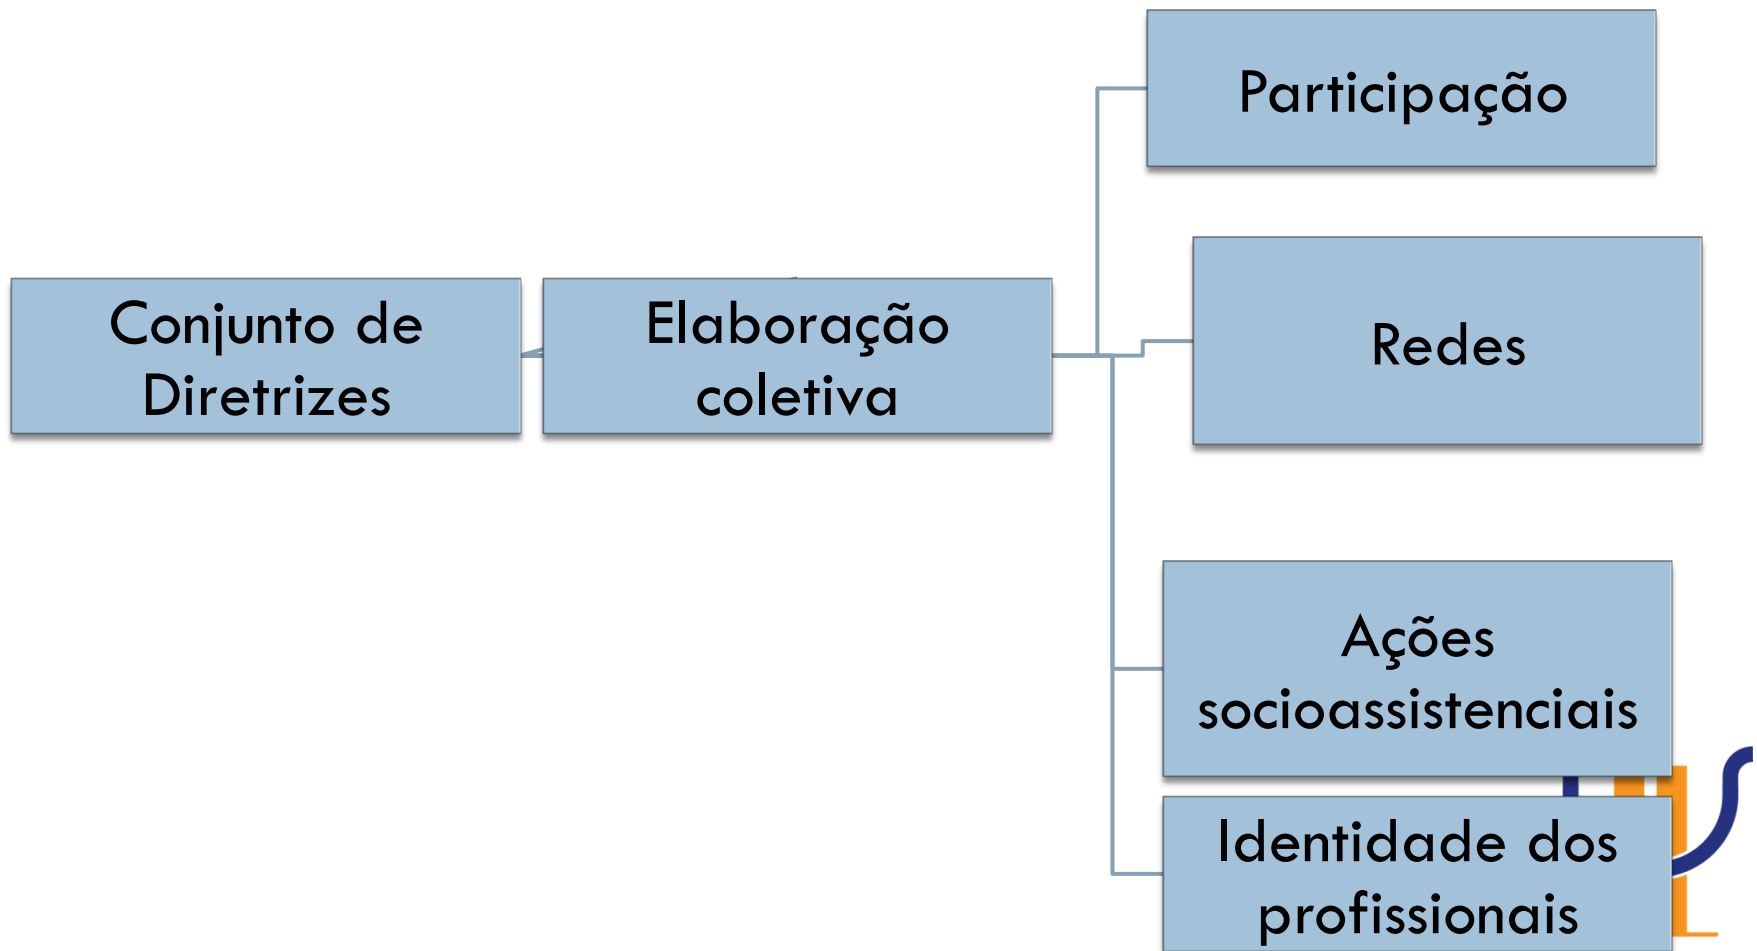 Participação
Redes
Conjunto de
Diretrizes
Elaboração
coletiva
Ações
socioassistenciais
Identidade dos
profissionais